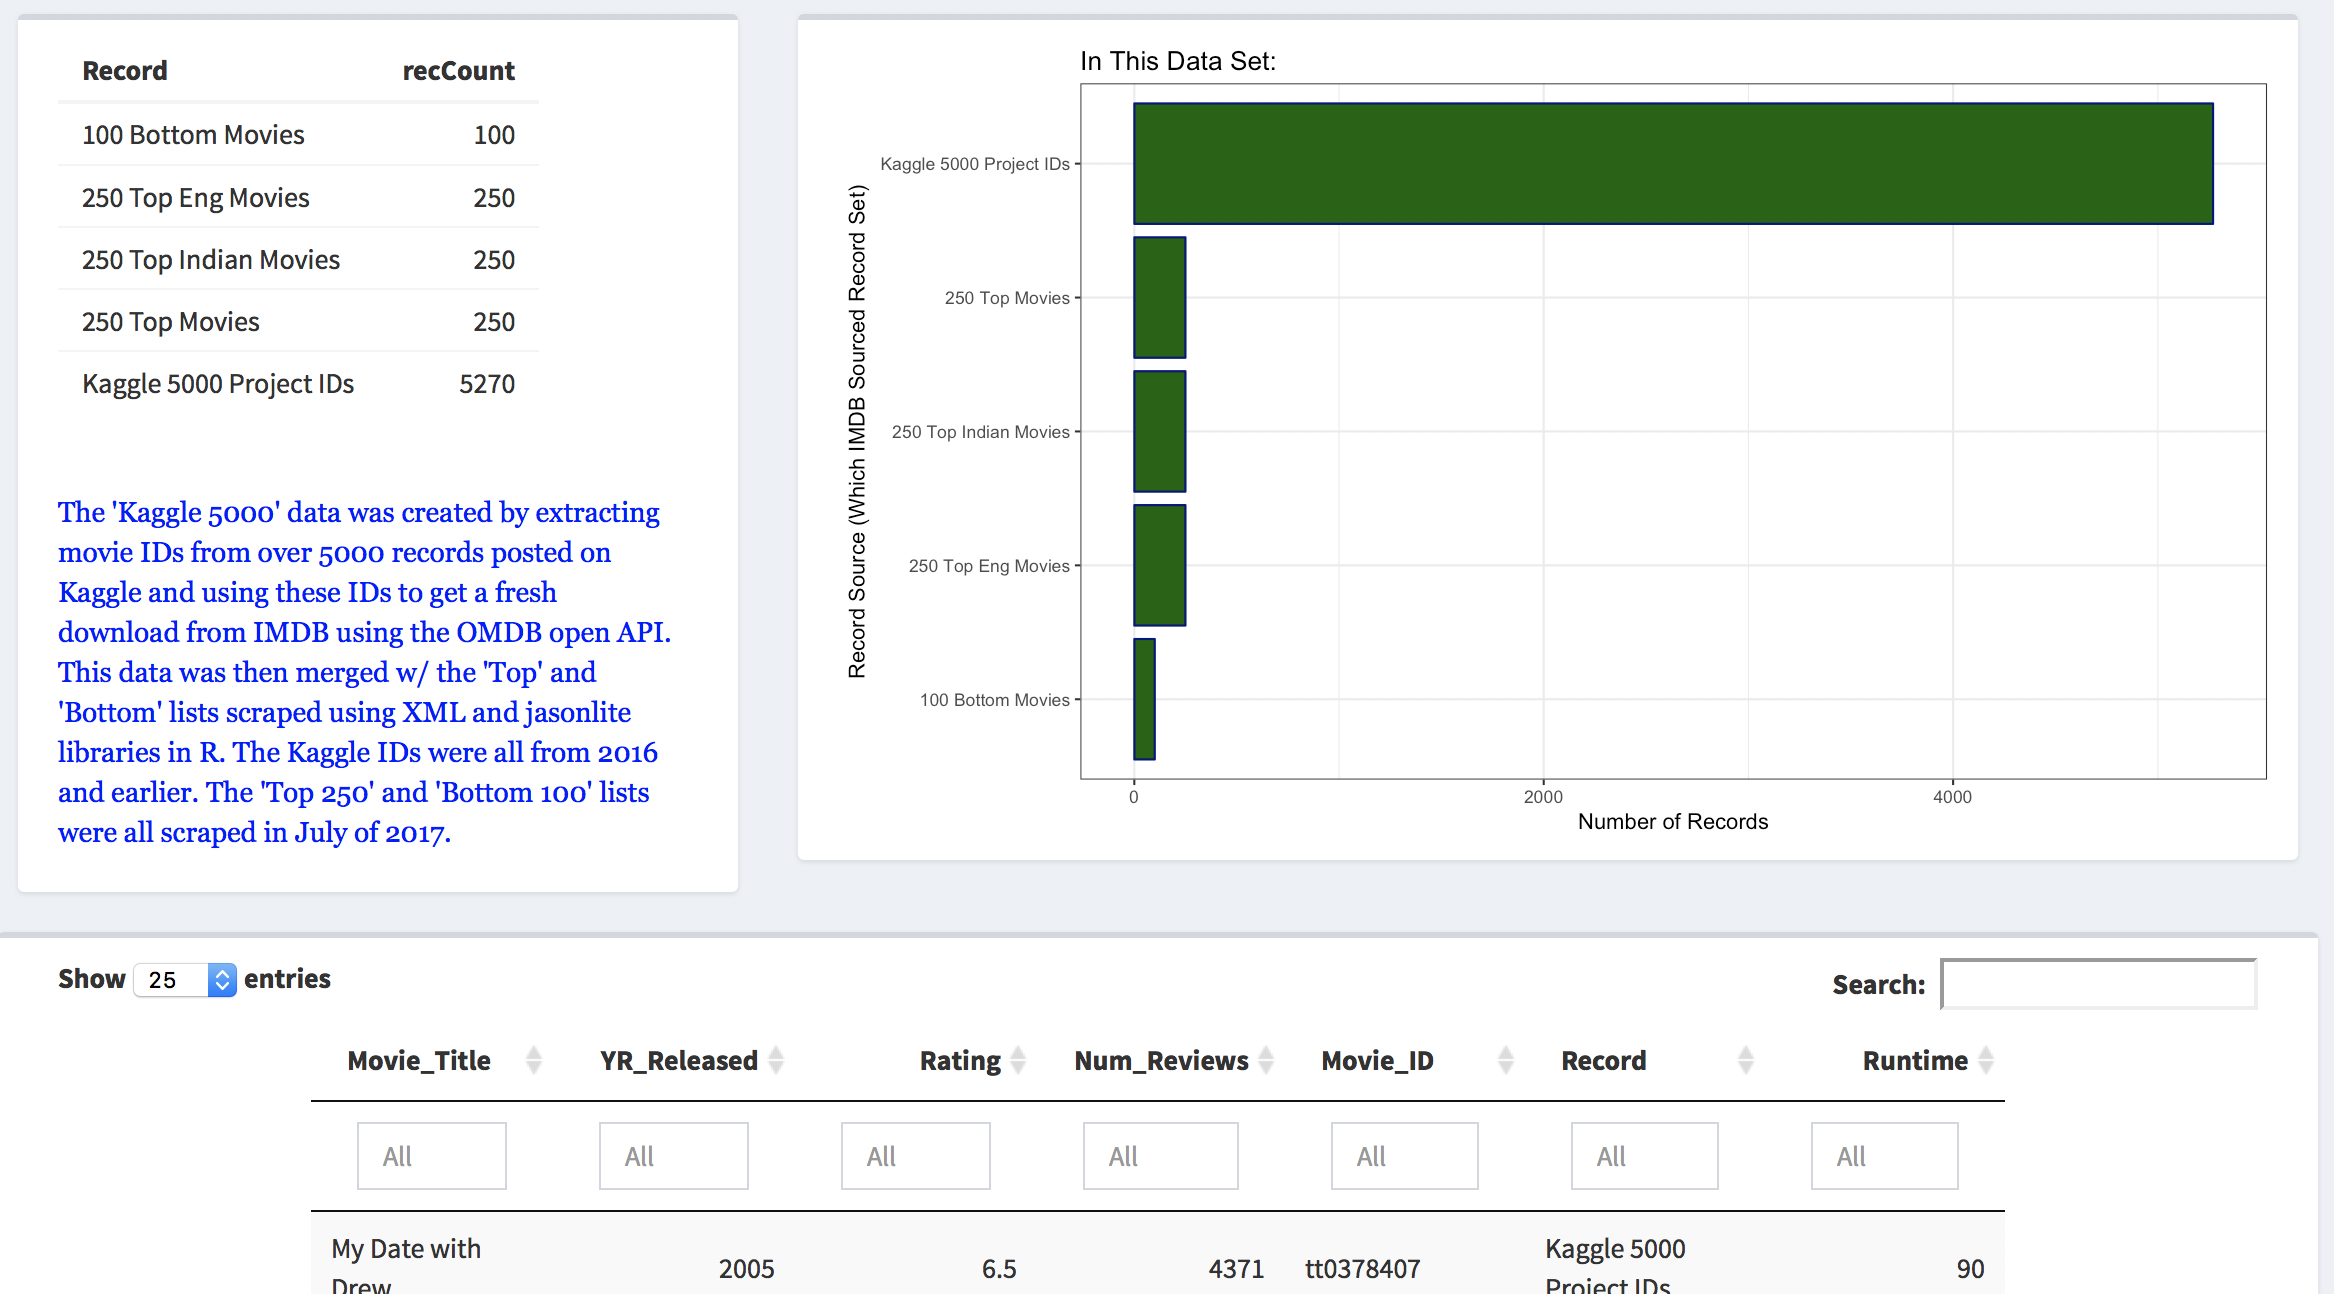 Record recCount
100 Bottom Movies 100
250 Top Eng Movies 250
250 Top Indian Movies 250
250 Top Movies 250
Kaggle 5000 Project IDs 5270
The 'Kaggle 5000' data was created by extracting
movie IDs from over 5000 records posted on
Kaggle and using these IDs to get a fresh
download from IMDB using the OMDB open API.
This data was then merged w/ the 'Top' and
'Bottom' lists scraped using XML and jasonlite
libraries in R. The Kaggle IDs were all from 2016
and earlier. The 'Top 250' and 'Bottom 100' lists
were all scraped in July of 2017.
In This Data Set:
Record Source (Which IMDB Sourced Record Set)
Kaggle 5000 Project IDs
250 Top Movies
250 Top Indian Movies
250 Top Eng Movies
100 Bottom Movies
0 2000 4000
Number of Records
Show 25 entries
Search:
Movie_Title YR_Released Rating Num_Reviews Movie_ID Record Runtime
All All All All All All All
My Date with Kaggle 5000
2005 6.5 4371 tt0378407 90
Drew Project IDs